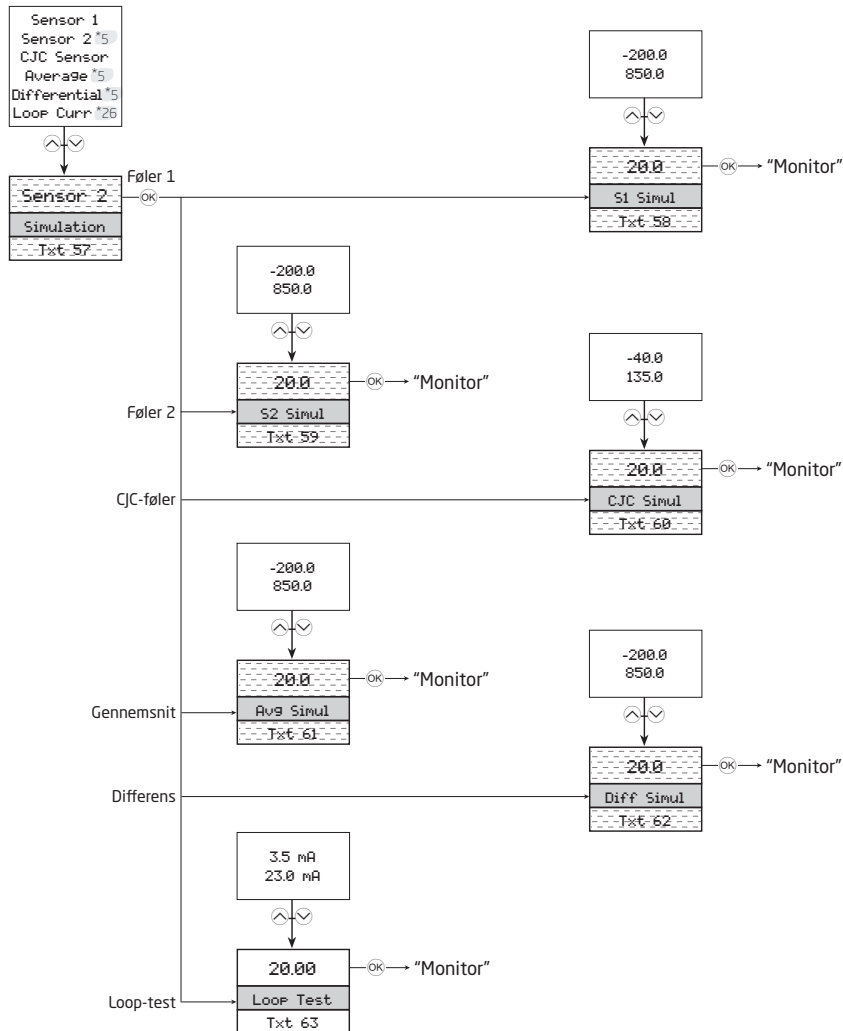 Sensor 1
Sensor 2 *5
CJC Sensor
Average *5
Differential *5
Loop Curr *26
Sensor 2
Simulation
Txt 57
OK
Føler 1
-200.0
850.0
20.0
S1 Simul
Txt 58
OK
"Monitor"
Føler 2
-200.0
850.0
20.0
S2 Simul
Txt 59
OK
"Monitor"
CJC-føler
-40.0
135.0
20.0
CJC Simul
Txt 60
OK
"Monitor"
Gennemsnit
-200.0
850.0
20.0
Avg Simul
Txt 61
OK
"Monitor"
Differens
-200.0
850.0
20.0
Diff Simul
Txt 62
OK
"Monitor"
Loop-test
3.5 mA
23.0 mA
20.00
Loop Test
Txt 63
OK
"Monitor"